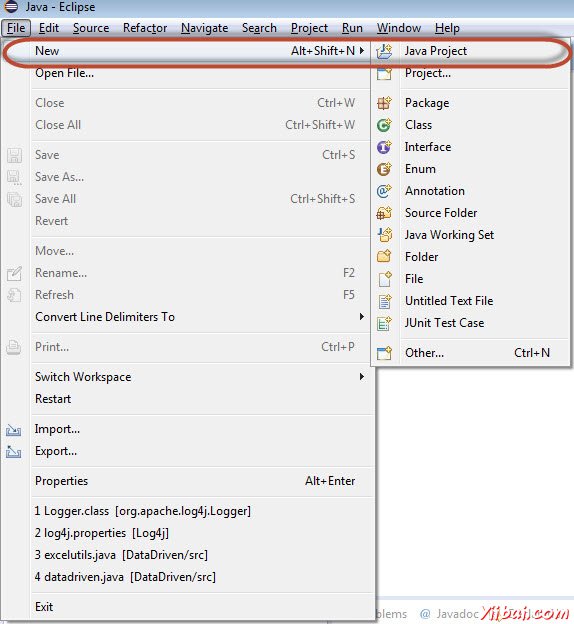 Java - Eclipse
File Edit Source Refactor Navigate Search Project Run Window Help
New Alt+Shift+N
Open File...
Close Ctrl+W
Close All Ctrl+Shift+W
Save Ctrl+S
Save As...
Save All Ctrl+Shift+S
Revert
Move...
Rename... F2
Refresh F5
Convert Line Delimiters To
Print... Ctrl+P
Switch Workspace
Restart
Import...
Export...
Properties Alt+Enter
1 Logger.class [org.apache.log4j.Logger]
2 log4j.properties [Log4j]
3 excelutils.java [DataDriven/src]
4 datadriven.java [DataDriven/src]
Exit
Java Project
Project...
Package
Class
Interface
Enum
Annotation
Source Folder
Java Working Set
Folder
File
Untitled Text File
JUnit Test Case
Other... Ctrl+N
blems @ Javadoc